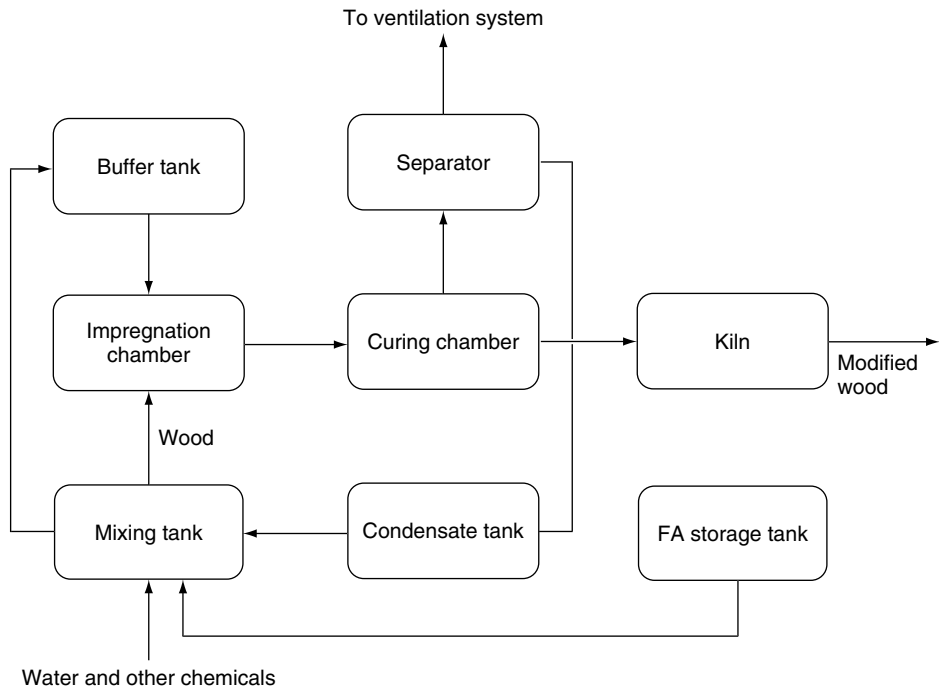 To ventilation system
Buffer tank
Separator
Impregnation
chamber
Curing chamber
Kiln
Modified
wood
Wood
Mixing tank
Condensate tank
FA storage tank
Water and other chemicals